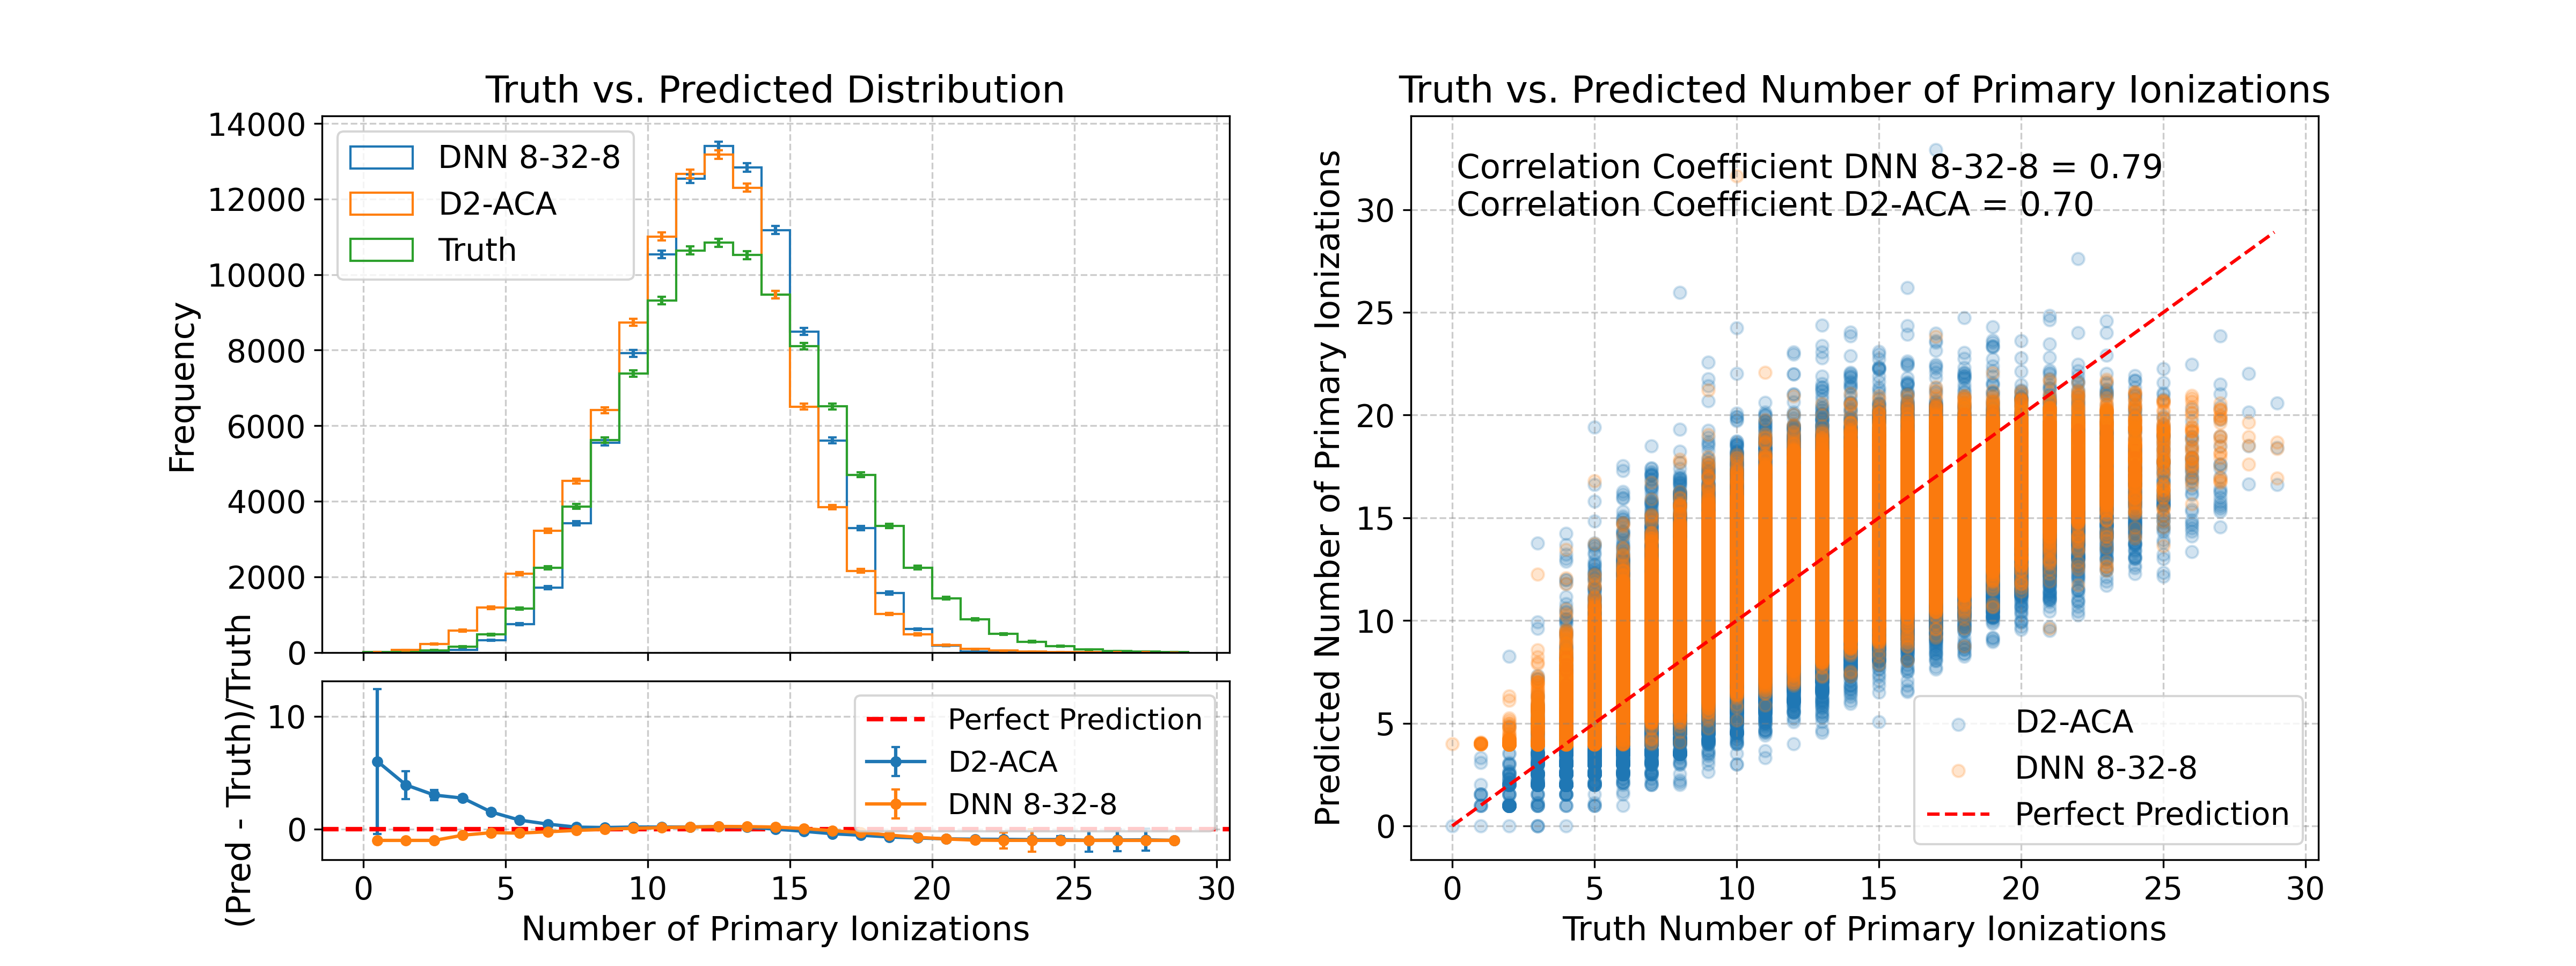 Truth vs. Predicted Distribution
14000
12000
10000
8000
6000
4000
2000
0
Frequency
DNN 8-32-8
D2-ACA
Truth
10
0
(Pred - Truth)/Truth
Perfect Prediction
D2-ACA
DNN 8-32-8
0 5 10 15 20 25 30
Number of Primary Ionizations
Truth vs. Predicted Number of Primary Ionizations
Correlation Coefficient DNN 8-32-8 = 0.79
Correlation Coefficient D2-ACA = 0.70
30
25
20
15
10
5
0
Predicted Number of Primary Ionizations
D2-ACA
DNN 8-32-8
Perfect Prediction
0 5 10 15 20 25 30
Truth Number of Primary Ionizations